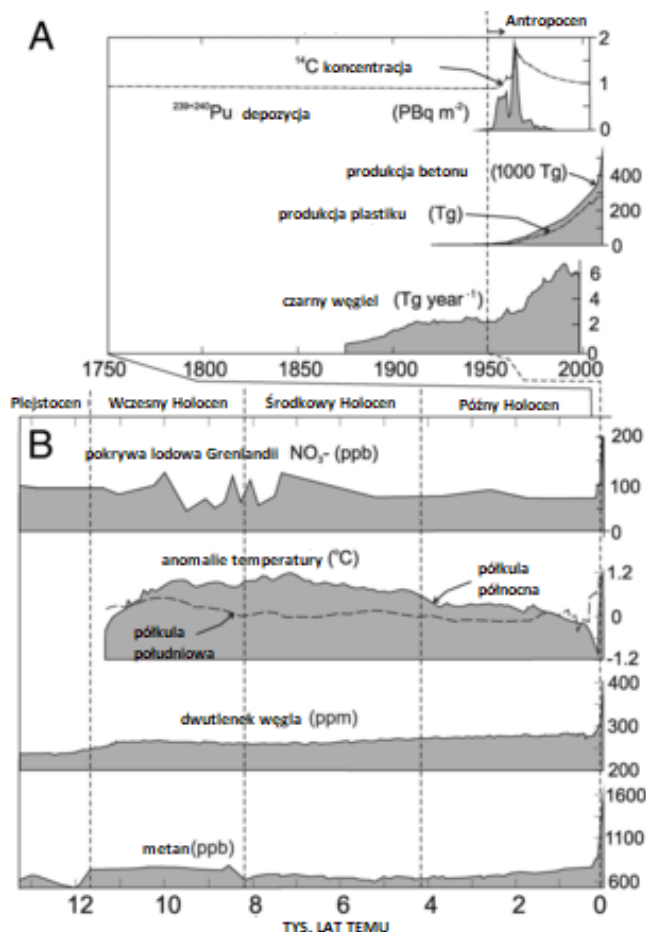 A
Antropocen
¹⁴C koncentracja
²³⁹⁺²⁴⁰Pu depozycja (PBq m⁻²)
2
1
0
produkcja betonu (1000 Tg)
produkcja plastiku (Tg)
400
200
0
czarny węgiel (Tg year⁻¹)
6
4
2
0
1750 1800 1850 1900 1950 2000
Plejstocen Wczesny Holocen Środkowy Holocen Późny Holocen
B
pokrywa lodowa Grenlandii NO₃- (ppb)
200
100
0
anomalie temperatury (°C)
półkula
północna
półkula
południowa
1.2
0
-1.2
dwutlenek węgla (ppm)
400
300
200
metan(ppb)
1600
1100
600
12 10 8 6 4 2 0
TYS. LAT TEMU